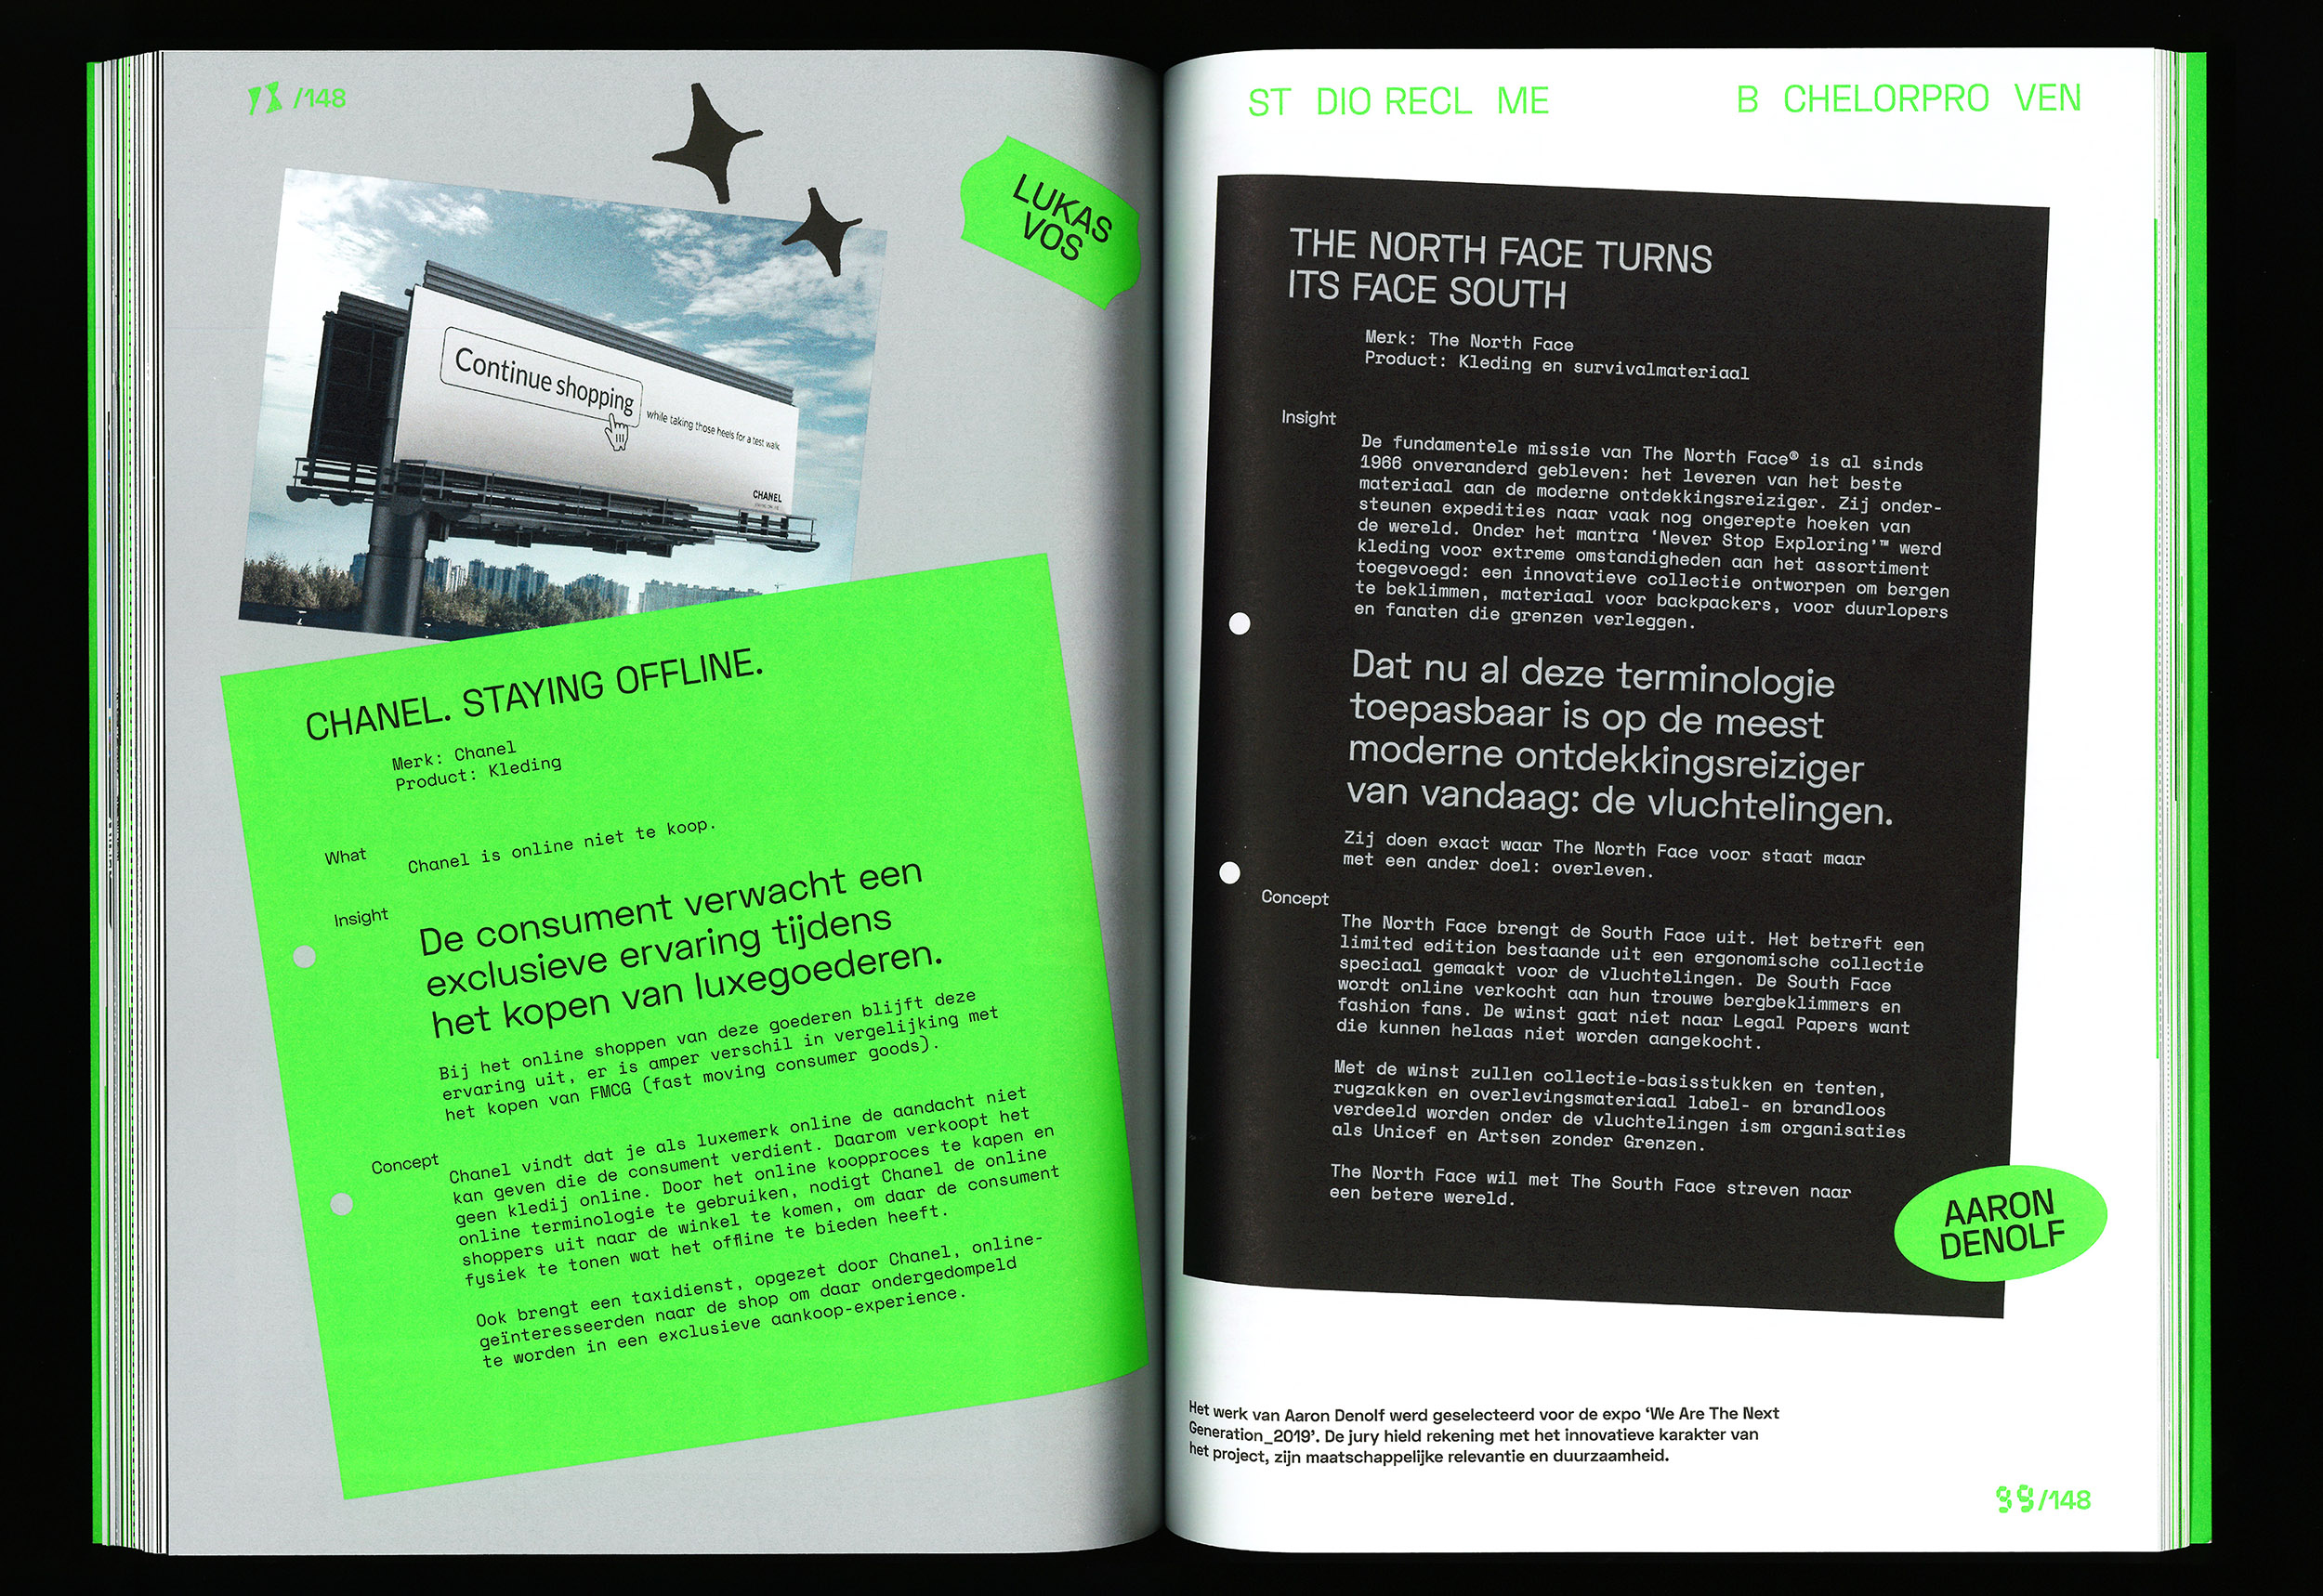 /148
LUKAS
VOS
Continue shopping
while taking those heels for a test walk.
CHANEL
CHANEL. STAYING OFFLINE.
Merk: Chanel
Product: Kleding
What
Chanel is online niet te koop.
Insight
De consument verwacht een
exclusieve ervaring tijdens
het kopen van luxegoederen.
Bij het online shoppen van deze goederen blijft deze
ervaring uit, er is amper verschil in vergelijking met
het kopen van FMCG (fast moving consumer goods).
Concept
Chanel vindt dat je als luxemerk online de aandacht niet
kan geven die de consument verdient. Daarom verkoopt het
geen kledij online. Door het online koopproces te kapen en
online terminologie te gebruiken, nodigt Chanel de online
shoppers uit naar de winkel te komen, om daar de consument
fysiek te tonen wat het offline te bieden heeft.
Ook brengt een taxidienst, opgezet door Chanel, online-
geïnteresseerden naar de shop om daar ondergedompeld
te worden in een exclusieve aankoop-experience.
ST DIO RECL ME
B CHELORPRO VEN
THE NORTH FACE TURNS
ITS FACE SOUTH
Merk: The North Face
Product: Kleding en survivalmateriaal
Insight
De fundamentele missie van The North Face® is al sinds
1966 onveranderd gebleven: het leveren van het beste
materiaal aan de moderne ontdekkingsreiziger. Zij onder-
steunen expedities naar vaak nog ongerepte hoeken van
de wereld. Onder het mantra ‘Never Stop Exploring’™ werd
kleding voor extreme omstandigheden aan het assortiment
toegevoegd: een innovatieve collectie ontworpen om bergen
te beklimmen, materiaal voor backpackers, voor duurlopers
en fanaten die grenzen verleggen.
Dat nu al deze terminologie
toepasbaar is op de meest
moderne ontdekkingsreiziger
van vandaag: de vluchtelingen.
Zij doen exact waar The North Face voor staat maar
met een ander doel: overleven.
Concept
The North Face brengt de South Face uit. Het betreft een
limited edition bestaande uit een ergonomische collectie
speciaal gemaakt voor de vluchtelingen. De South Face
wordt online verkocht aan hun trouwe bergbeklimmers en
fashion fans. De winst gaat niet naar Legal Papers want
die kunnen helaas niet worden aangekocht.
Met de winst zullen collectie-basisstukken en tenten,
rugzakken en overlevingsmateriaal label- en brandloos
verdeeld worden onder de vluchtelingen ism organisaties
als Unicef en Artsen zonder Grenzen.
The North Face wil met The South Face streven naar
een betere wereld.
AARON
DENOLF
Het werk van Aaron Denolf werd geselecteerd voor de expo ‘We Are The Next
Generation_2019’. De jury hield rekening met het innovatieve karakter van
het project, zijn maatschappelijke relevantie en duurzaamheid.
99/148